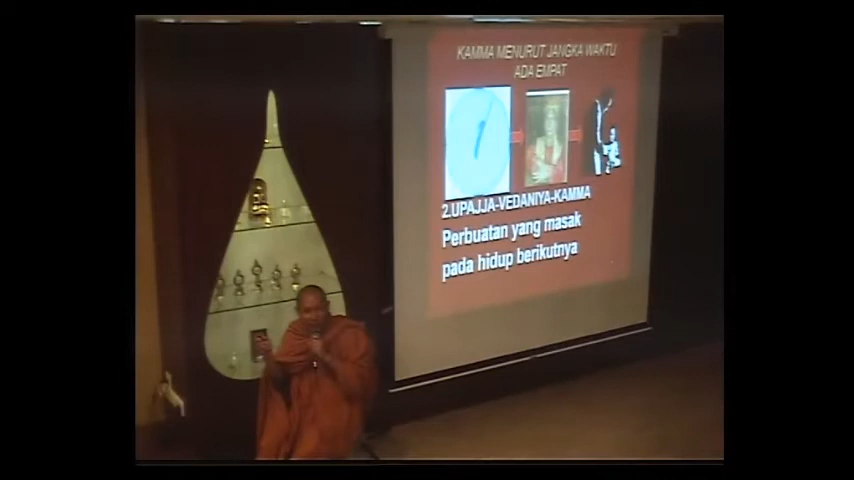 KAMMA MENURUT JANGKA WAKTU
ADA EMPAT
2.UPAJJA-VEDANIYA-KAMMA
Perbuatan yang masak
pada hidup berikutnya